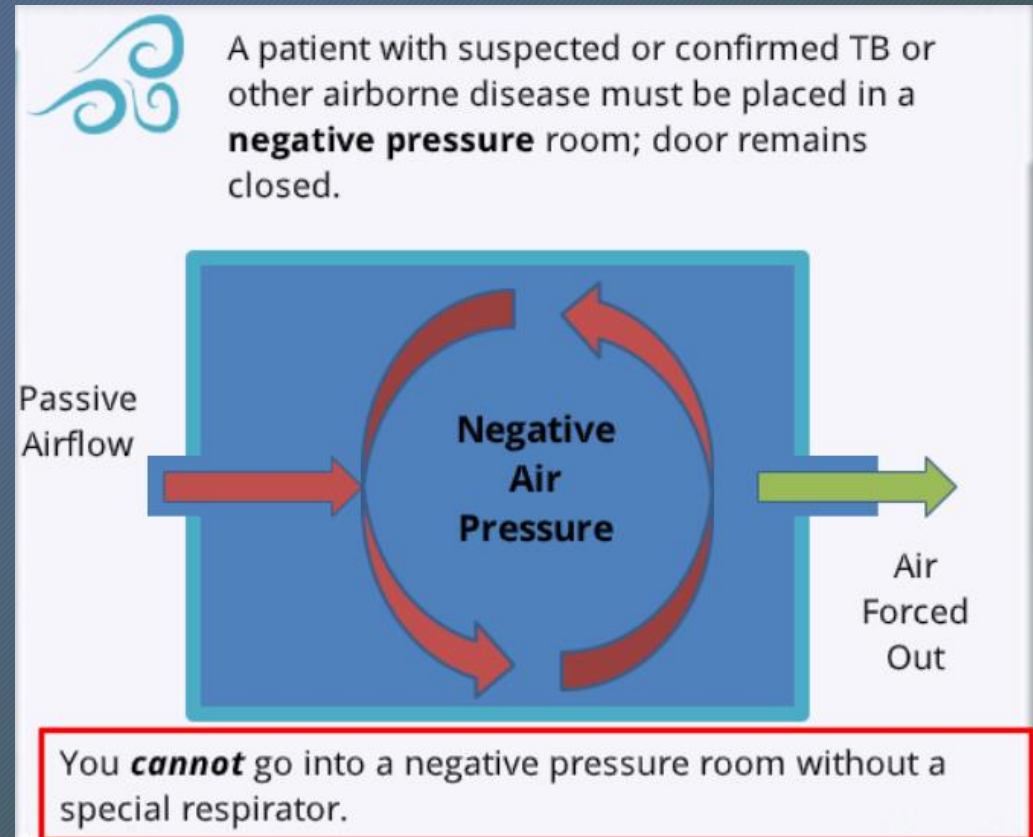 A patient with suspected or confirmed TB or
other airborne disease must be placed in a
negative pressure room; door remains
closed.
Passive
Airflow
Negative
Air
Pressure
Air
Forced
Out
You cannot go into a negative pressure room without a
special respirator.